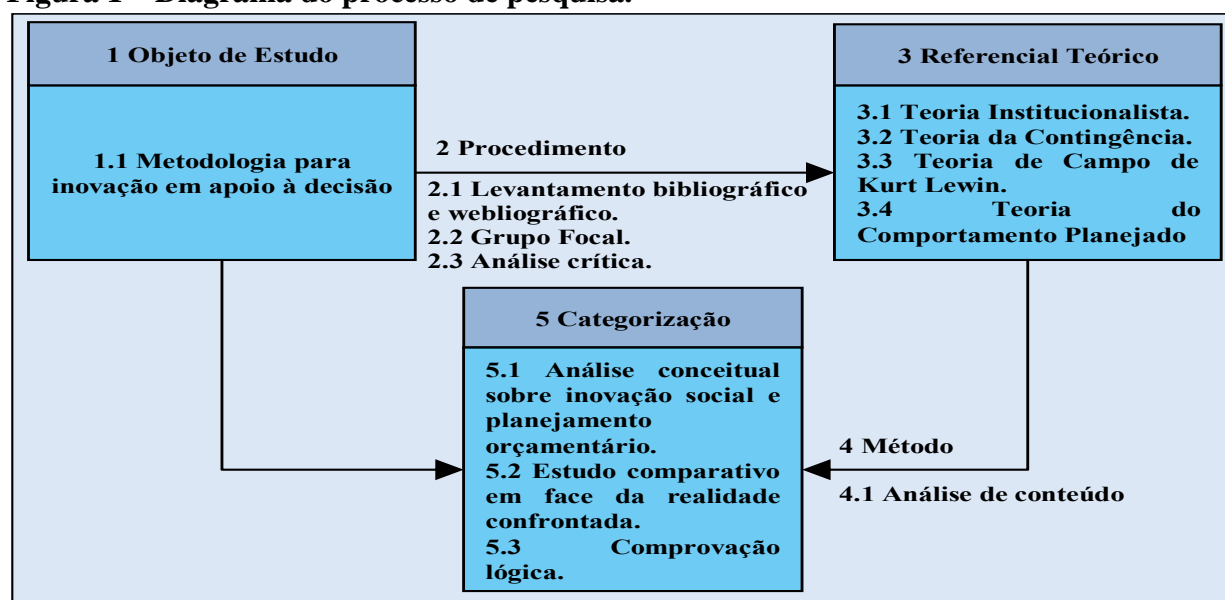 Figura 1 – Diagrama do processo de pesquisa.
1 Objeto de Estudo
1.1 Metodologia para
inovação em apoio à decisão
2 Procedimento
2.1 Levantamento bibliográfico
e webliográfico.
2.2 Grupo Focal.
2.3 Análise crítica.
3 Referencial Teórico
3.1 Teoria Institucionalista.
3.2 Teoria da Contingência.
3.3 Teoria de Campo de
Kurt Lewin.
3.4 Teoria do
Comportamento Planejado
4 Método
4.1 Análise de conteúdo
5 Categorização
5.1 Análise conceitual
sobre inovação social e
planejamento
orçamentário.
5.2 Estudo comparativo
em face da realidade
confrontada.
5.3 Comprovação
lógica.